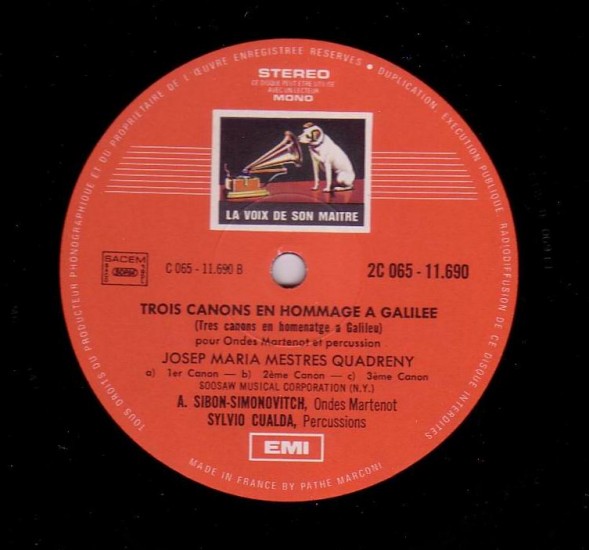 TOUS DROITS DU PRODUCTEUR PHONOGRAPHIQUE ET DU PROPRIETAIRE DE L'ŒUVRE ENREGISTREE RESERVES • DUPLICATION EXECUTION PUBLIQUE RADIODIFFUSION DE CE DISQUE INTERDITES
STEREO
CE DISQUE PEUT ETRE UTILISE
AVEC UN LECTEUR
MONO
LA VOIX DE SON MAITRE
SACEM
C 065 - 11.690 B
2C 065 - 11.690
TROIS CANONS EN HOMMAGE A GALILEE
(Tres canons en homenatge a Galileu)
pour Ondes Martenot et percussion
JOSEP MARIA MESTRES QUADRENY
a) 1er Canon — b) 2ème Canon — c) 3ème Canon
SOOSAW MUSICAL CORPORATION (N.Y.)
A. SIBON-SIMONOVITCH, Ondes Martenot
SYLVIO CUALDA, Percussions
EMI
MADE IN FRANCE BY PATHE MARCONI